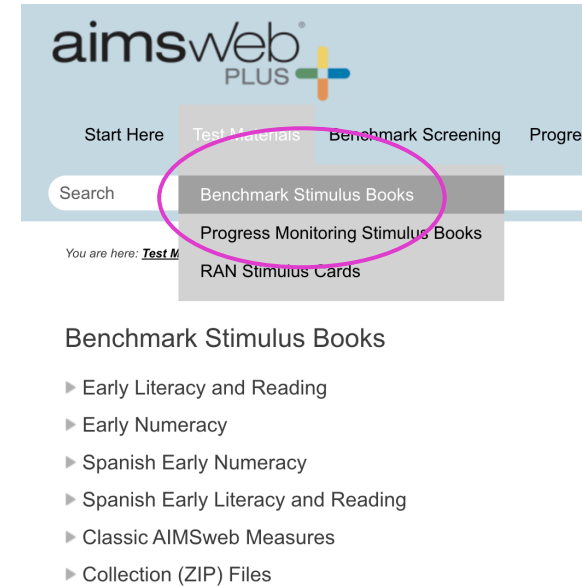 aimsweb®
PLUS
Start Here Test Materials Benchmark Screening Progre
Search
Benchmark Stimulus Books
Progress Monitoring Stimulus Books
You are here: Test M
RAN Stimulus Cards
Benchmark Stimulus Books
Early Literacy and Reading
Early Numeracy
Spanish Early Numeracy
Spanish Early Literacy and Reading
Classic AIMSweb Measures
Collection (ZIP) Files